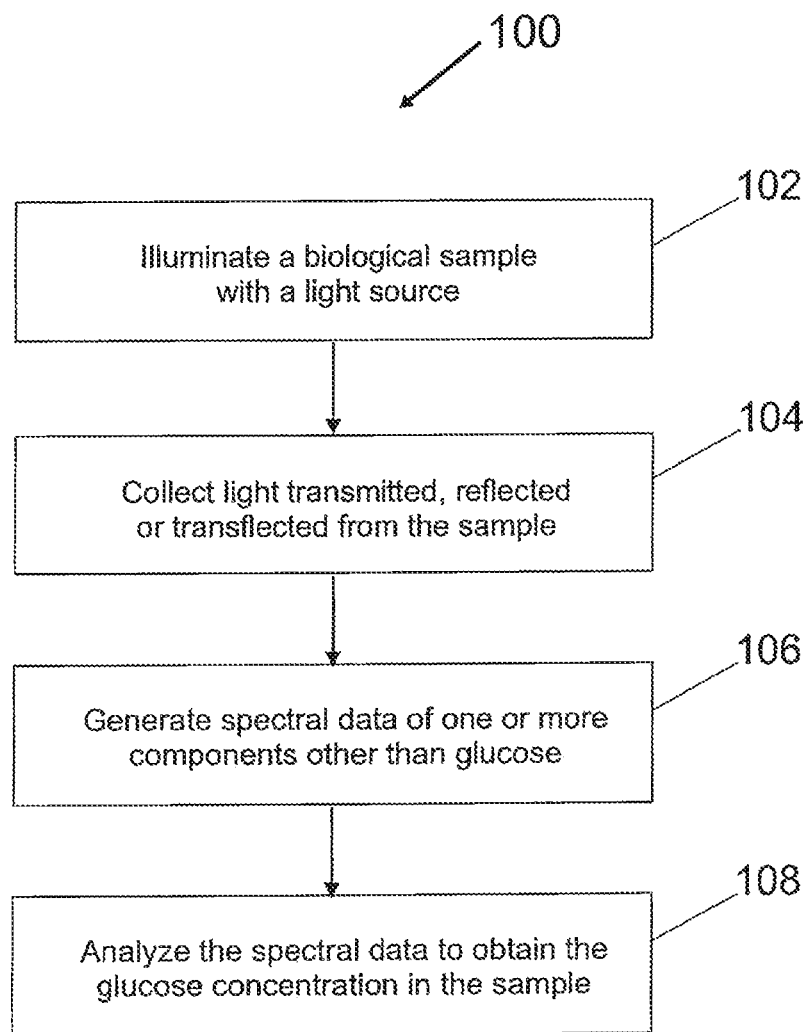 100
102
Illuminate a biological sample
with a light source
104
Collect light transmitted, reflected
or transflected from the sample
106
Generate spectral data of one or more
components other than glucose
108
Analyze the spectral data to obtain the
glucose concentration in the sample